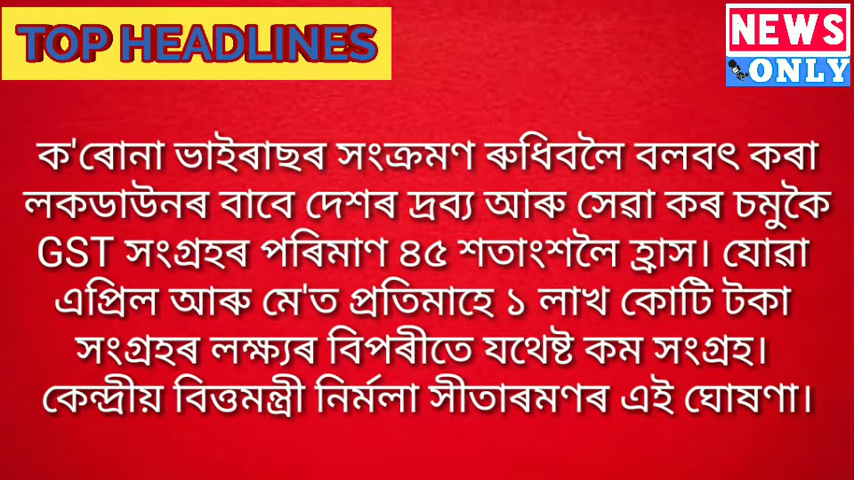 TOP HEADLINES
NEWS
ONLY
ক'ৰোনা ভাইৰাছৰ সংক্ৰমণ ৰুধিবলৈ বলবৎ কৰা
লকডাউনৰ বাবে দেশৰ দ্ৰব্য আৰু সেৱা কৰ চমুকৈ
GST সংগ্ৰহৰ পৰিমাণ ৪৫ শতাংশলৈ হ্ৰাস। যোৱা
এপ্ৰিল আৰু মে'ত প্ৰতিমাহে ১ লাখ কোটি টকা
সংগ্ৰহৰ লক্ষ্যৰ বিপৰীতে যথেষ্ট কম সংগ্ৰহ।
কেন্দ্ৰীয় বিত্তমন্ত্ৰী নিৰ্মলা সীতাৰমণৰ এই ঘোষণা।